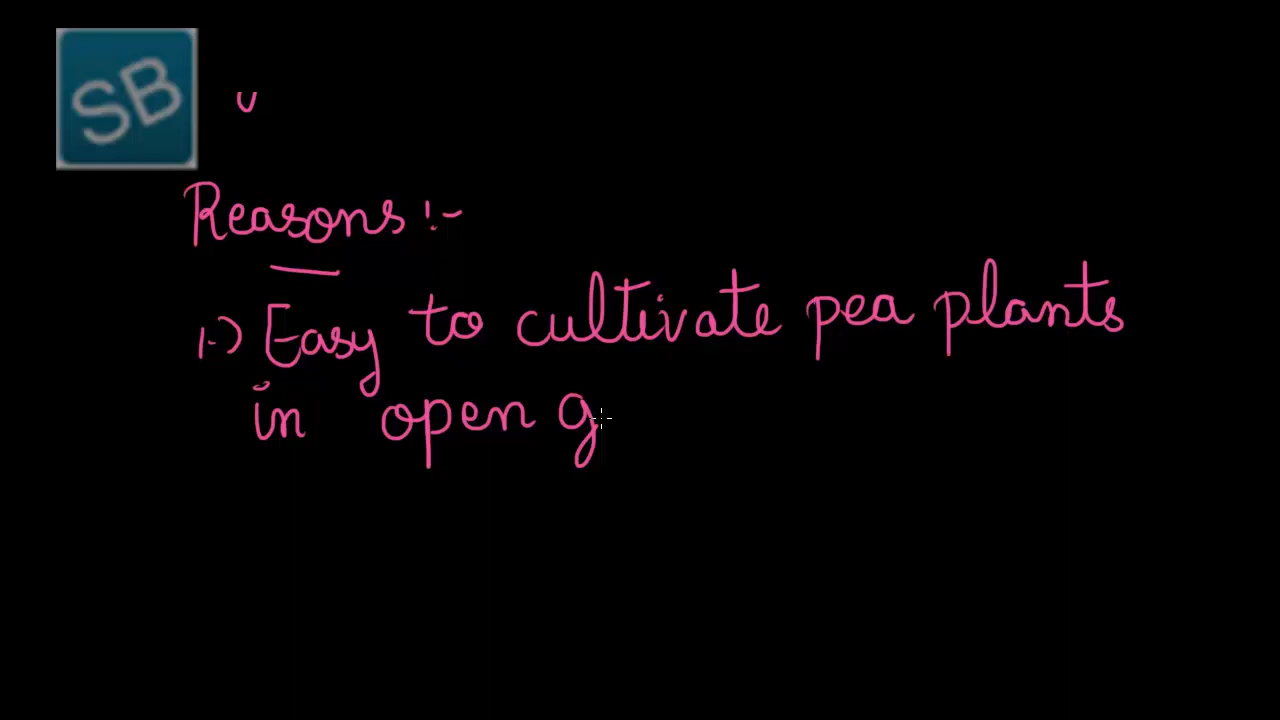 SB
Reasons :-
1.) Easy to cultivate pea plants
in open g